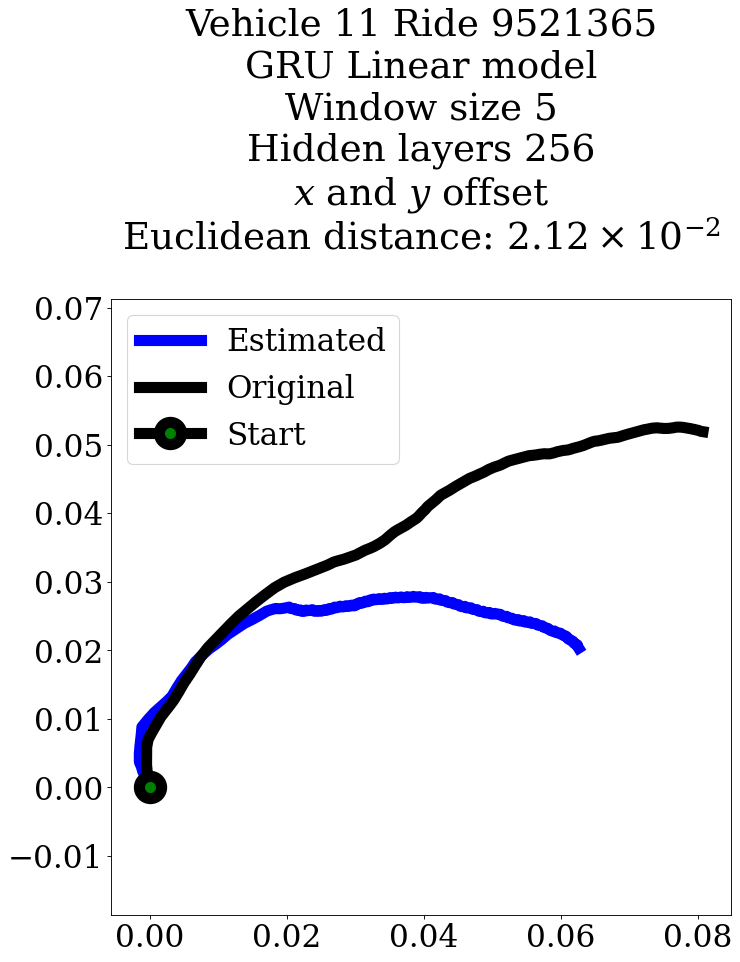 Vehicle 11 Ride 9521365
GRU Linear model
Window size 5
Hidden layers 256
x and y offset
Euclidean distance: 2.12 × 10⁻²
0.07
0.06
0.05
0.04
0.03
0.02
0.01
0.00
−0.01
Estimated
Original
Start
0.00 0.02 0.04 0.06 0.08